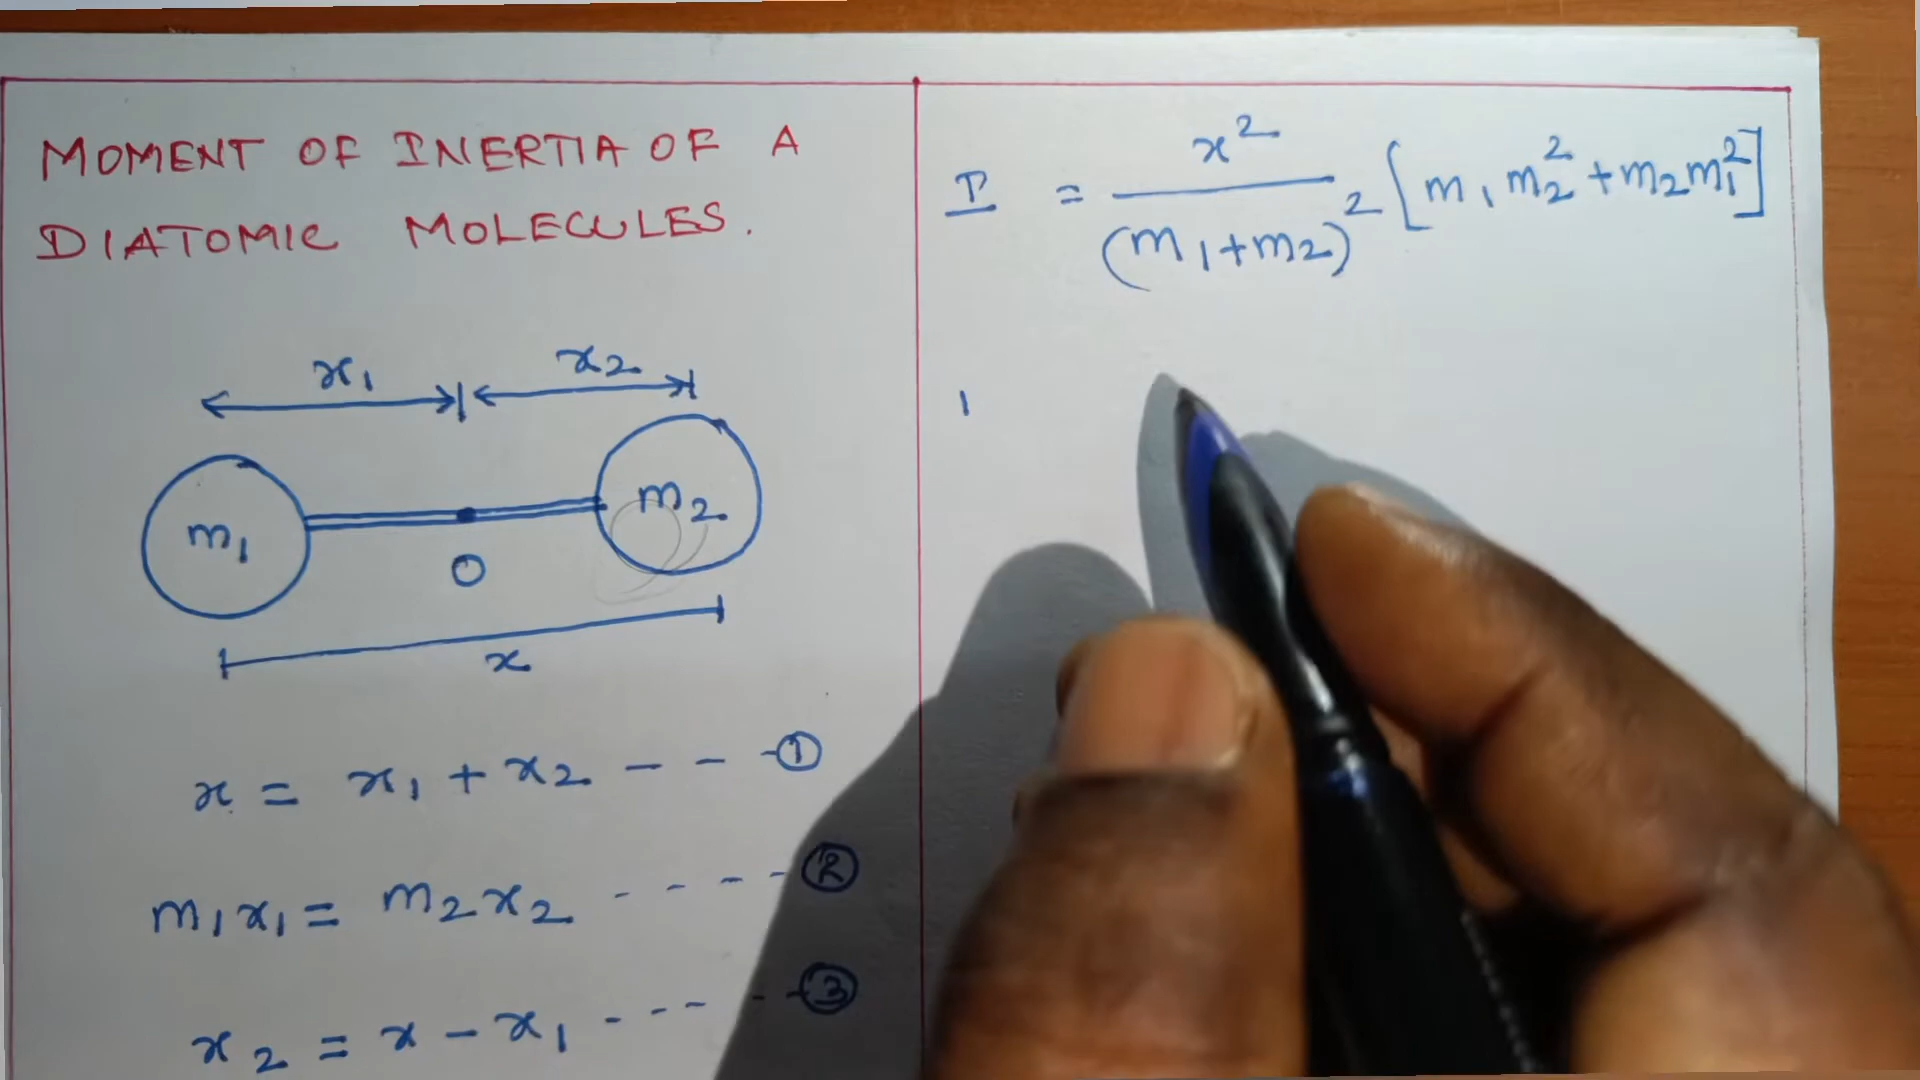 MOMENT OF INERTIA OF A
DIATOMIC MOLECULES.
x₁ x₂
m₁ m₂
O
x
x = x₁ + x₂ - - - ①
m₁x₁ = m₂x₂ - - - - ②
x₂ = x - x₁ - - - - - ③
I = x² / (m₁+m₂)² [m₁m₂² + m₂m₁²]